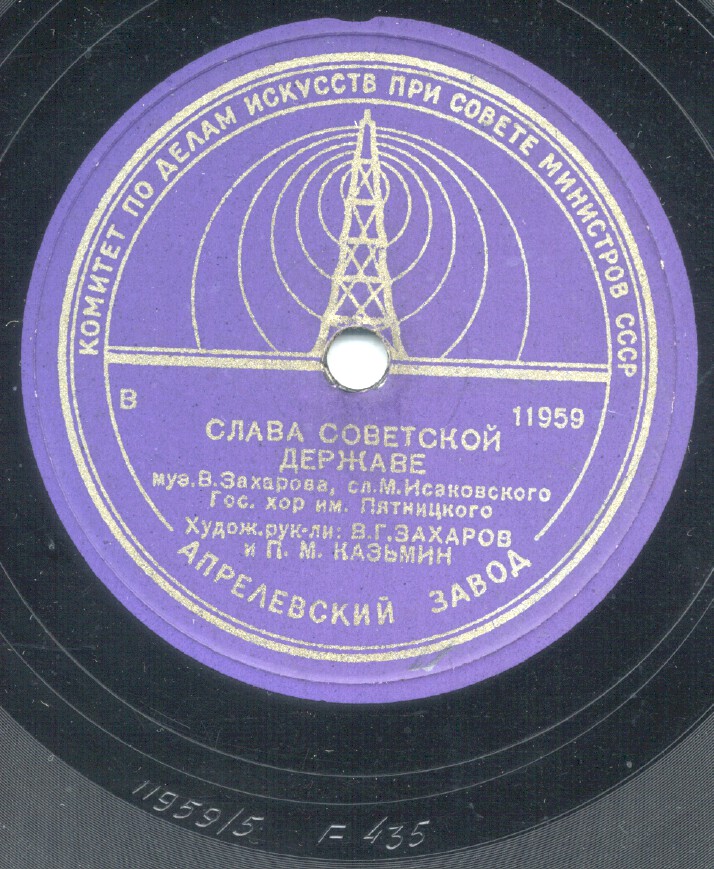 КОМИТЕТ ПО ДЕЛАМ ИСКУССТВ ПРИ СОВЕТЕ МИНИСТРОВ СССР
В
11959
СЛАВА СОВЕТСКОЙ
ДЕРЖАВЕ
муз.В.Захарова, сл.М.Исаковского
Гос. хор им. Пятницкого
Худож.рук-ли: В.Г.ЗАХАРОВ
и П. М. КАЗЬМИН
АПРЕЛЕВСКИЙ ЗАВОД
11959/5 F 435